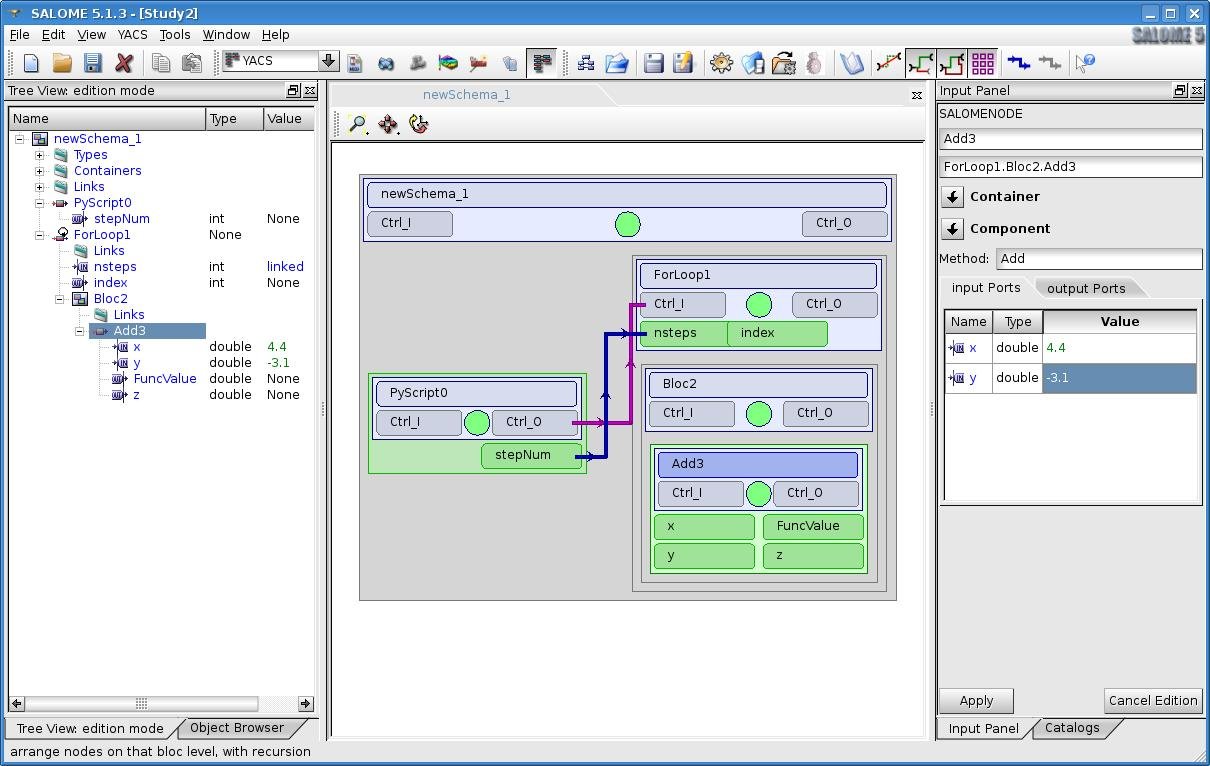 SALOME 5.1.3 - [Study2]
File Edit View YACS Tools Window Help
SALOME 5
YACS
Tree View: edition mode
Name Type Value
newSchema_1
Types
Containers
Links
PyScript0
stepNum int None
ForLoop1 None
Links
nsteps int linked
index int None
Bloc2
Links
Add3
x double 4.4
y double -3.1
FuncValue double None
z double None
Tree View: edition mode Object Browser
arrange nodes on that bloc level, with recursion
newSchema_1
newSchema_1
Ctrl_I Ctrl_O
ForLoop1
Ctrl_I Ctrl_O
nsteps index
PyScript0
Ctrl_I Ctrl_O
stepNum
Bloc2
Ctrl_I Ctrl_O
Add3
Ctrl_I Ctrl_O
x FuncValue
y z
Input Panel
SALOMENODE
Add3
ForLoop1.Bloc2.Add3
Container
Component
Method: Add
input Ports output Ports
Name Type Value
IN x double 4.4
IN y double -3.1
Apply Cancel Edition
Input Panel Catalogs